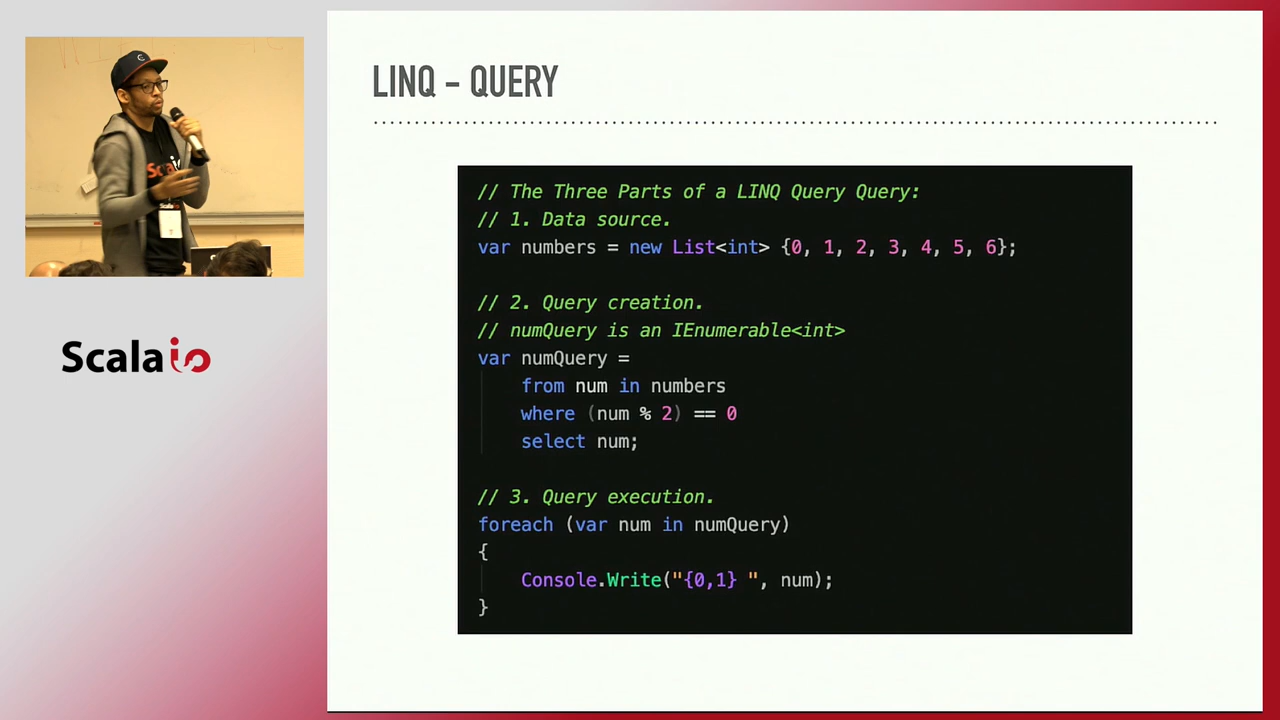 LINQ – QUERY
// The Three Parts of a LINQ Query Query:
// 1. Data source.
var numbers = new List<int> {0, 1, 2, 3, 4, 5, 6};
// 2. Query creation.
// numQuery is an IEnumerable<int>
var numQuery =
from num in numbers
where (num % 2) == 0
select num;
// 3. Query execution.
foreach (var num in numQuery)
{
Console.Write("{0,1} ", num);
}
Scalaio